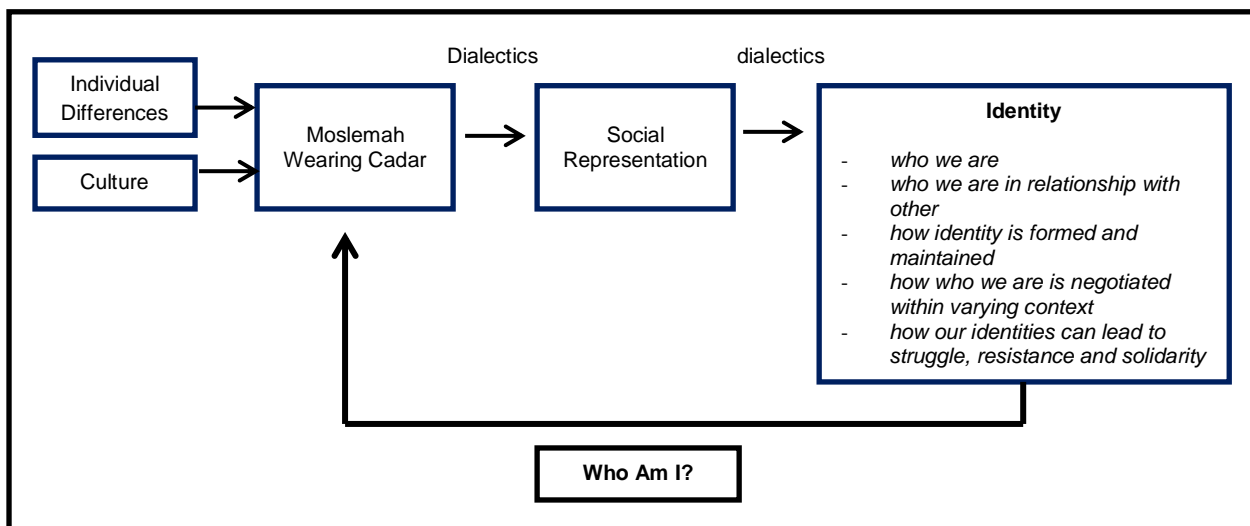 Dialectics
dialectics
Individual
Differences
Culture
Moslemah
Wearing Cadar
Social
Representation
Identity
- who we are
- who we are in relationship with
other
- how identity is formed and
maintained
- how who we are is negotiated
within varying context
- how our identities can lead to
struggle, resistance and solidarity
Who Am I?